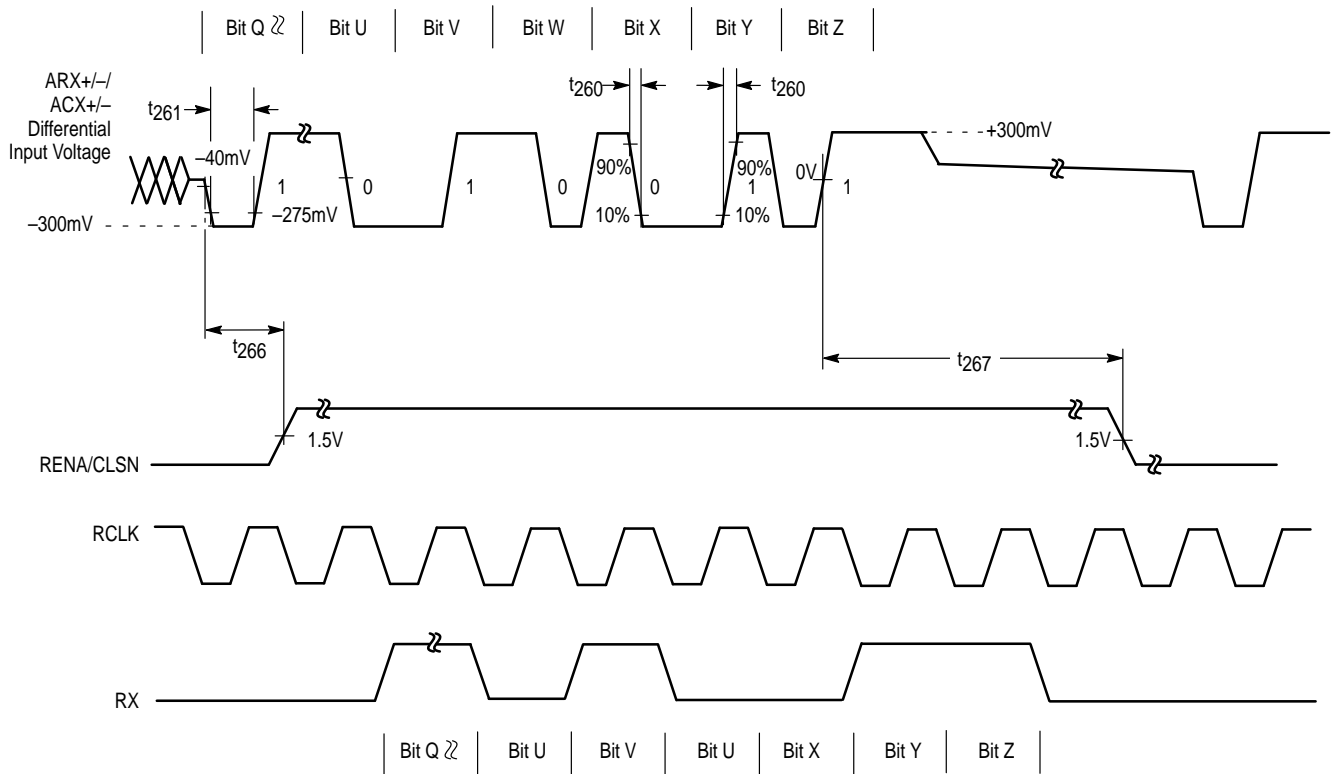 Bit Q Bit U Bit V Bit W Bit X Bit Y Bit Z
ARX+/–/
ACX+/–
Differential
Input Voltage
t261
t260
t260
–40mV
+300mV
90%
90%
0V
1
0
1
0
0
1
1
–275mV
10%
10%
–300mV
t266
t267
1.5V
1.5V
RENA/CLSN
RCLK
RX
Bit Q Bit U Bit V Bit U Bit X Bit Y Bit Z